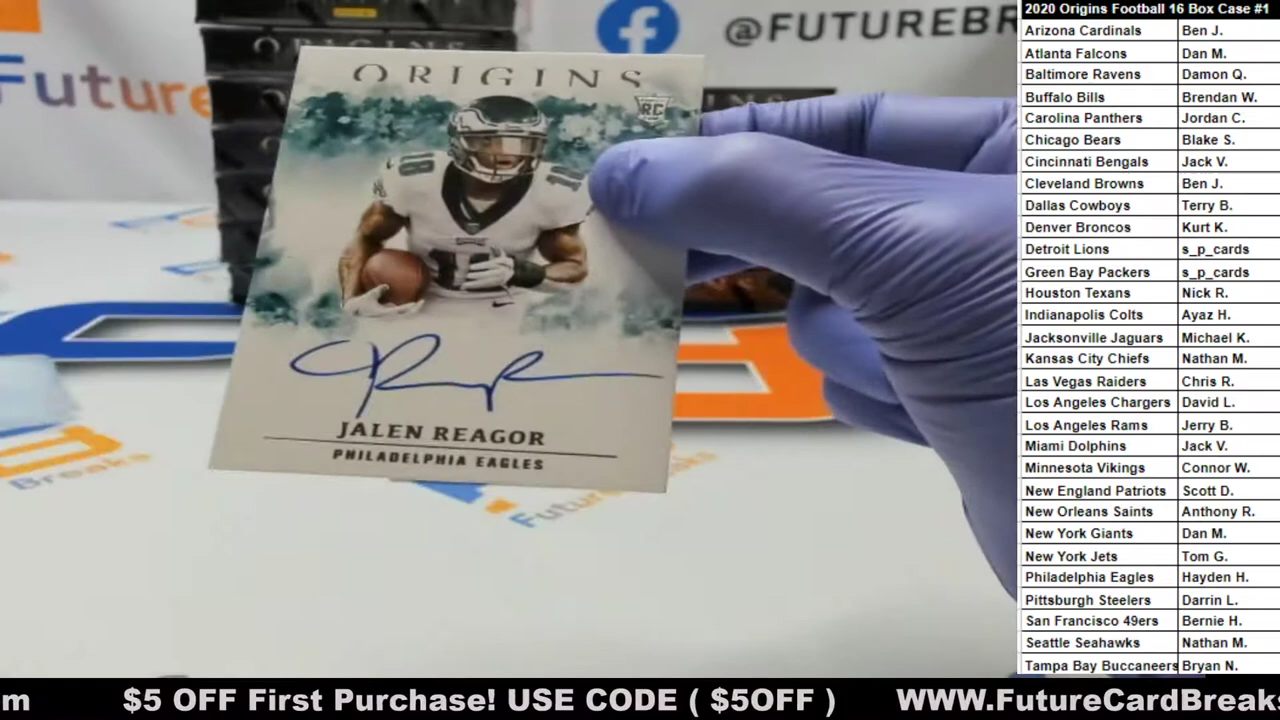 @FUTUREBR
Future
ORIGINS
ORIGINS
RC
18
18
JALEN REAGOR
PHILADELPHIA EAGLES
Breaks
Future
2020 Origins Football 16 Box Case #1
Arizona Cardinals Ben J.
Atlanta Falcons Dan M.
Baltimore Ravens Damon Q.
Buffalo Bills Brendan W.
Carolina Panthers Jordan C.
Chicago Bears Blake S.
Cincinnati Bengals Jack V.
Cleveland Browns Ben J.
Dallas Cowboys Terry B.
Denver Broncos Kurt K.
Detroit Lions s_p_cards
Green Bay Packers s_p_cards
Houston Texans Nick R.
Indianapolis Colts Ayaz H.
Jacksonville Jaguars Michael K.
Kansas City Chiefs Nathan M.
Las Vegas Raiders Chris R.
Los Angeles Chargers David L.
Los Angeles Rams Jerry B.
Miami Dolphins Jack V.
Minnesota Vikings Connor W.
New England Patriots Scott D.
New Orleans Saints Anthony R.
New York Giants Dan M.
New York Jets Tom G.
Philadelphia Eagles Hayden H.
Pittsburgh Steelers Darrin L.
San Francisco 49ers Bernie H.
Seattle Seahawks Nathan M.
Tampa Bay Buccaneers Bryan N.
m $5 OFF First Purchase! USE CODE ( $5OFF ) WWW.FutureCardBreaks